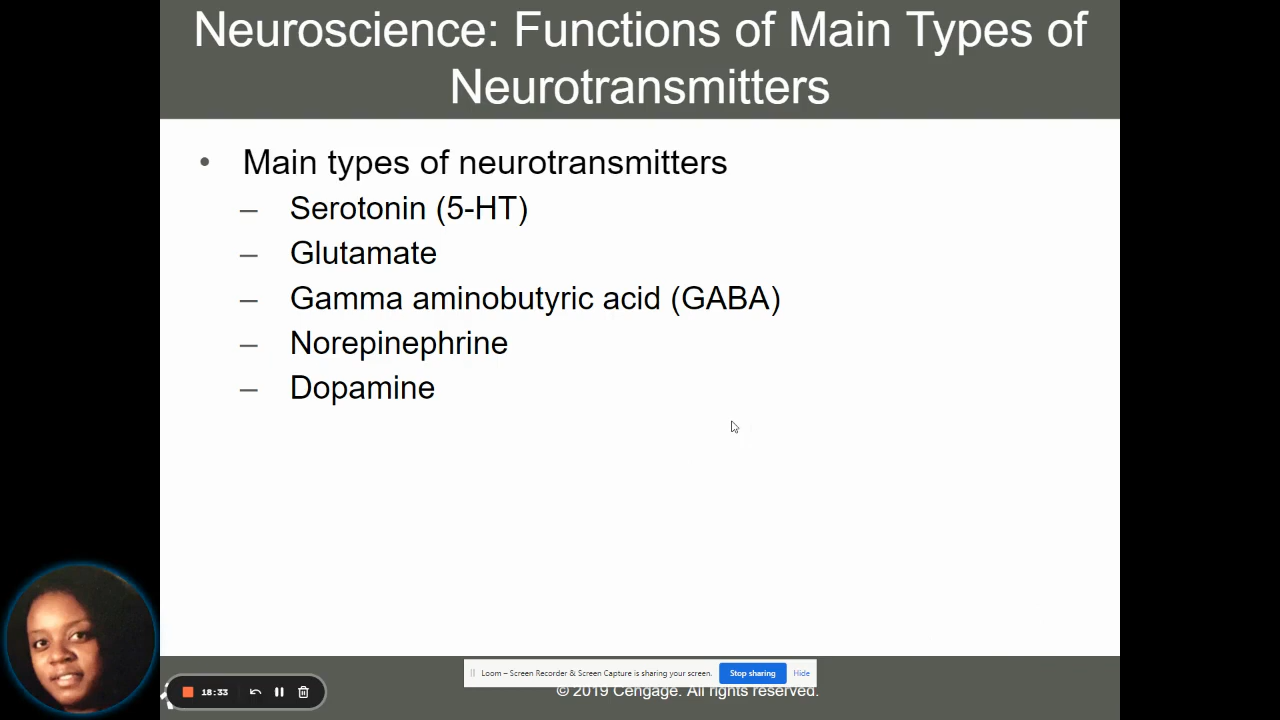 Neuroscience: Functions of Main Types of
Neurotransmitters
• Main types of neurotransmitters
– Serotonin (5-HT)
– Glutamate
– Gamma aminobutyric acid (GABA)
– Norepinephrine
– Dopamine
Loom – Screen Recorder & Screen Capture is sharing your screen. Stop sharing Hide
18:33
© 2019 Cengage. All rights reserved.